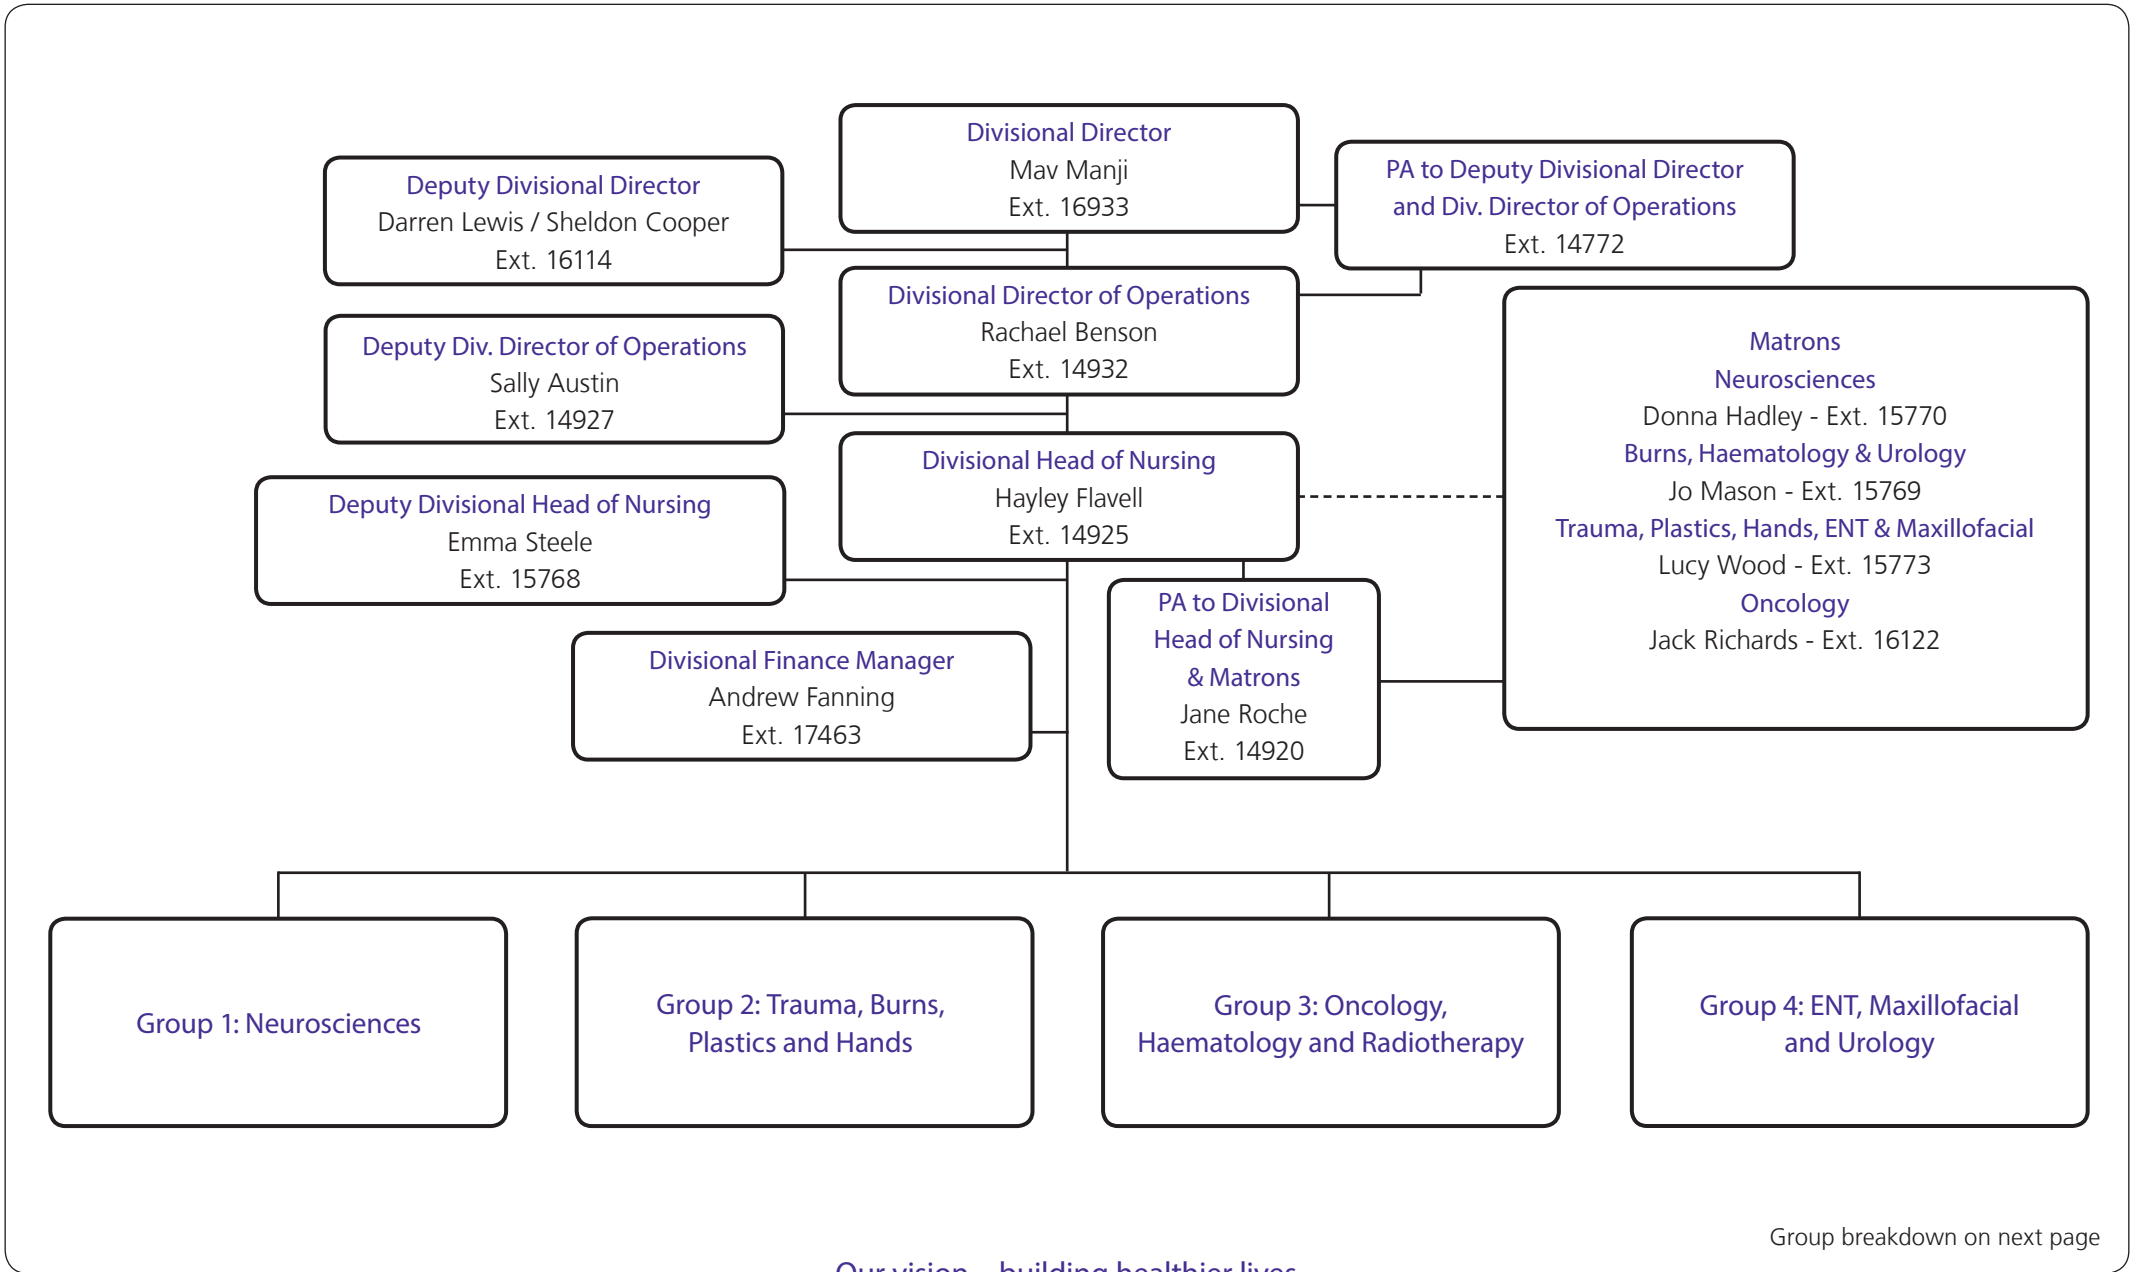 Divisional Director
Mav Manji
Ext. 16933
Deputy Divisional Director
Darren Lewis / Sheldon Cooper
Ext. 16114
PA to Deputy Divisional Director
and Div. Director of Operations
Ext. 14772
Divisional Director of Operations
Rachael Benson
Ext. 14932
Deputy Div. Director of Operations
Sally Austin
Ext. 14927
Matrons
Neurosciences
Donna Hadley - Ext. 15770
Burns, Haematology & Urology
Jo Mason - Ext. 15769
Trauma, Plastics, Hands, ENT & Maxillofacial
Lucy Wood - Ext. 15773
Oncology
Jack Richards - Ext. 16122
Divisional Head of Nursing
Hayley Flavell
Ext. 14925
Deputy Divisional Head of Nursing
Emma Steele
Ext. 15768
PA to Divisional
Head of Nursing
& Matrons
Jane Roche
Ext. 14920
Divisional Finance Manager
Andrew Fanning
Ext. 17463
Group 1: Neurosciences
Group 2: Trauma, Burns,
Plastics and Hands
Group 3: Oncology,
Haematology and Radiotherapy
Group 4: ENT, Maxillofacial
and Urology
Group breakdown on next page
Our vision – building healthier lives